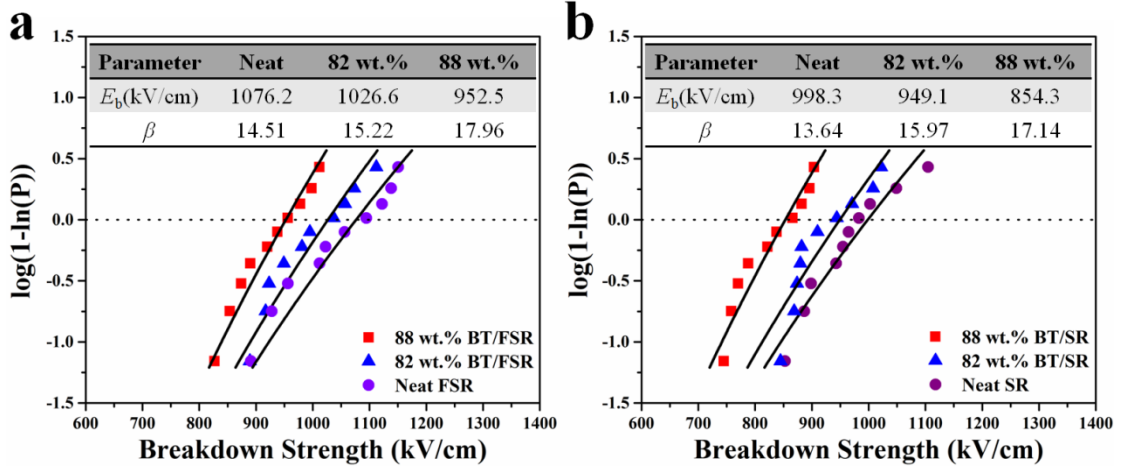 a
Parameter Neat 82 wt.% 88 wt.%
Eb(kV/cm) 1076.2 1026.6 952.5
β 14.51 15.22 17.96
log(1-ln(P))
1.5
1.0
0.5
0.0
-0.5
-1.0
-1.5
88 wt.% BT/FSR
82 wt.% BT/FSR
Neat FSR
600 700 800 900 1000 1100 1200 1300 1400
Breakdown Strength (kV/cm)
b
Parameter Neat 82 wt.% 88 wt.%
Eb(kV/cm) 998.3 949.1 854.3
β 13.64 15.97 17.14
log(1-ln(P))
1.5
1.0
0.5
0.0
-0.5
-1.0
-1.5
88 wt.% BT/SR
82 wt.% BT/SR
Neat SR
600 700 800 900 1000 1100 1200 1300 1400
Breakdown Strength (kV/cm)